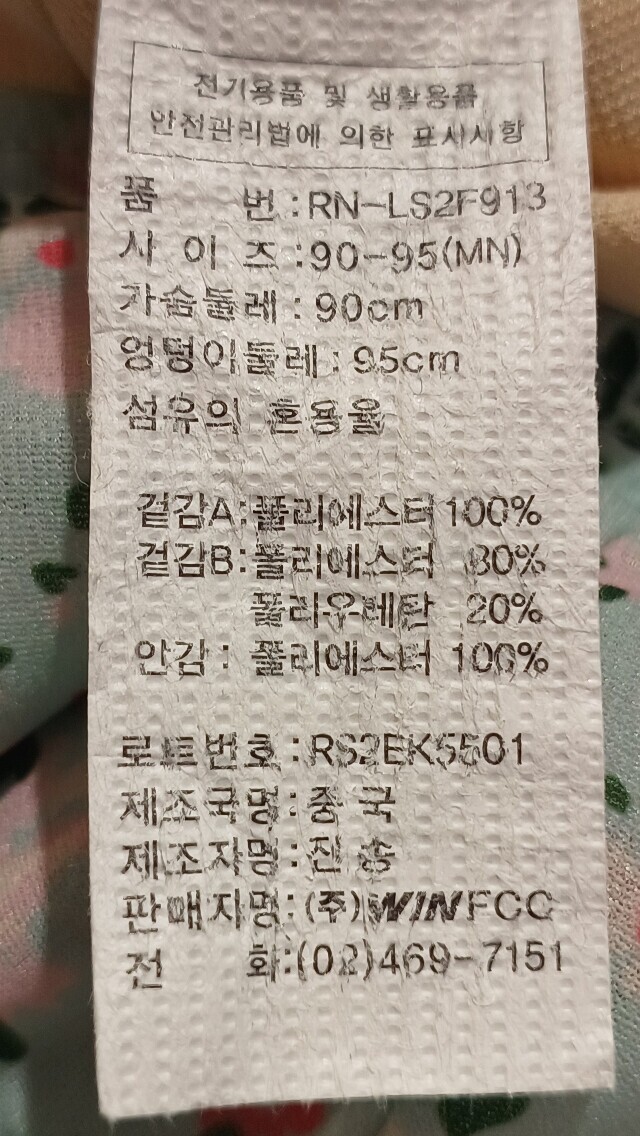 전기용품 및 생활용품
안전관리법에 의한 표시사항
품 번 : RN-LS2F913
사 이 즈 : 90-95(MN)
가슴둘레 : 90cm
엉덩이둘레 : 95cm
섬유의 혼용율
겉감A : 폴리에스터 100%
겉감B : 폴리에스터 80%
폴리우레탄 20%
안감 : 폴리에스터 100%
로트번호 : RS2EK5501
제조국명 : 중 국
제조자명 : 진 송
판매자명 : (주)WINFCC
전 화 : (02)469-7151